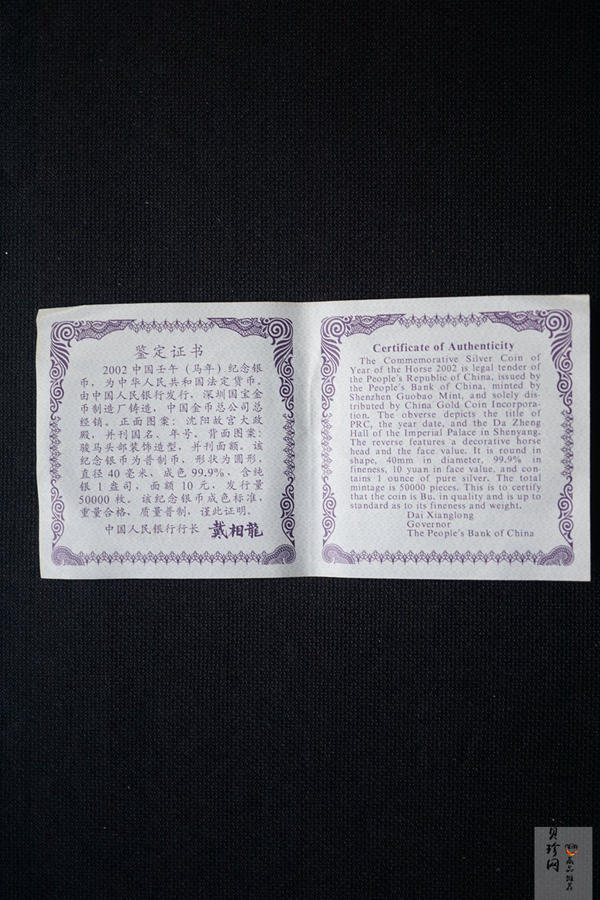 鉴定证书
2002 中国壬午（马年）纪念银
币，为中华人民共和国法定货币。
由中国人民银行发行，深圳国宝金
币制造厂铸造，中国金币总公司总
经销。正面图案：沈阳故宫大政
殿，并刊国名、年号。背面图案：
骏马头部装饰造型，并刊面额。该
纪念银币为普制币，形状为圆形，
直径 40 毫米，成色 99.9%，含纯
银 1 盎司，面额 10 元，发行量
50000 枚。该纪念银币成色标准，
重量合格，质量普制，谨此证明。
中国人民银行行长 戴相龍
Certificate of Authenticity
The Commemorative Silver Coin of
Year of the Horse 2002 is legal tender of
the People's Republic of China, issued by
the People's Bank of China, minted by
Shenzhen Guobao Mint, and solely dis-
tributed by China Gold Coin Incorpora-
tion. The obverse depicts the title of
PRC, the year date, and the Da Zheng
Hall of the Imperial Palace in Shenyang.
The reverse features a decorative horse
head and the face value. It is round in
shape, 40mm in diameter, 99.9% in
fineness, 10 yuan in face value, and con-
tains 1 ounce of pure silver. The total
mintage is 50000 pieces. This is to certify
that the coin is Bu. in quality and is up to
standard as to its fineness and weight.
Dai Xianglong
Governor
The People's Bank of China
贝珍网
藏品推荐